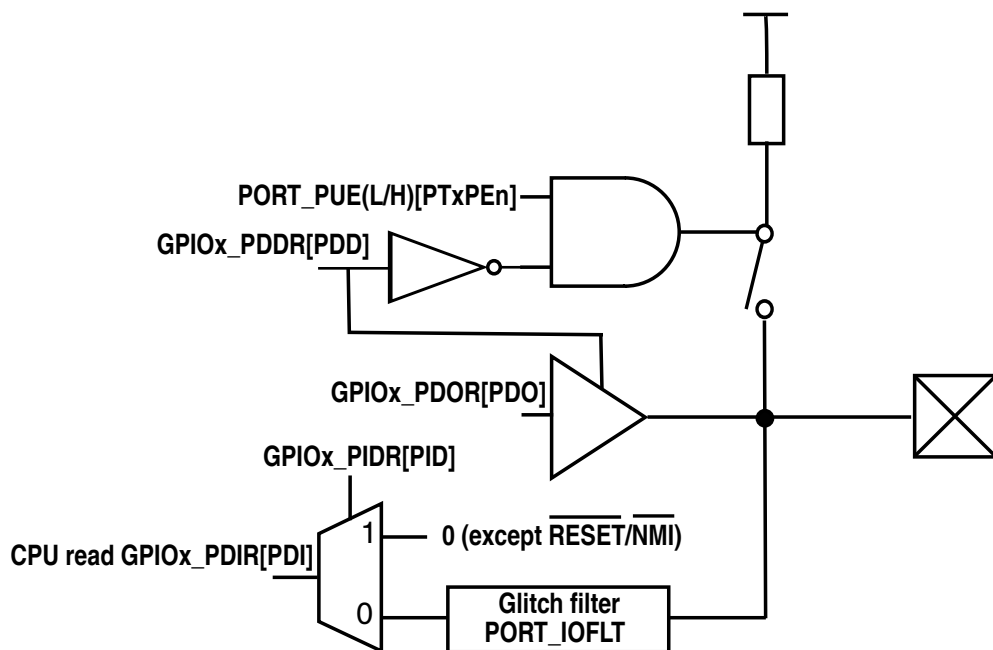 PORT_PUE(L/H)[PTxPEn]
GPIOx_PDDR[PDD]
GPIOx_PDOR[PDO]
GPIOx_PIDR[PID]
1
0 (except RESET/NMI)
CPU read GPIOx_PDIR[PDI]
0
Glitch filter
PORT_IOFLT